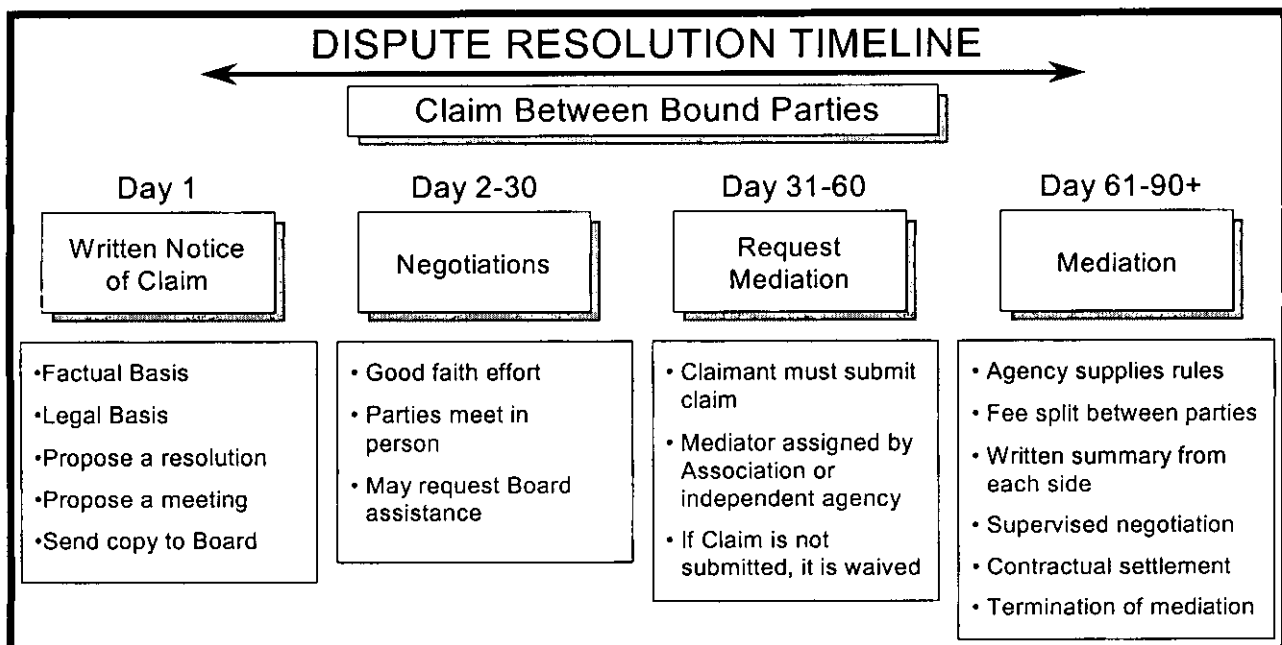 DISPUTE RESOLUTION TIMELINE
Claim Between Bound Parties
Day 1
Written Notice
of Claim
•Factual Basis
•Legal Basis
•Propose a resolution
•Propose a meeting
•Send copy to Board
Day 2-30
Negotiations
• Good faith effort
• Parties meet in
person
• May request Board
assistance
Day 31-60
Request
Mediation
• Claimant must submit
claim
• Mediator assigned by
Association or
independent agency
• If Claim is not
submitted, it is waived
Day 61-90+
Mediation
• Agency supplies rules
• Fee split between parties
• Written summary from
each side
• Supervised negotiation
• Contractual settlement
• Termination of mediation